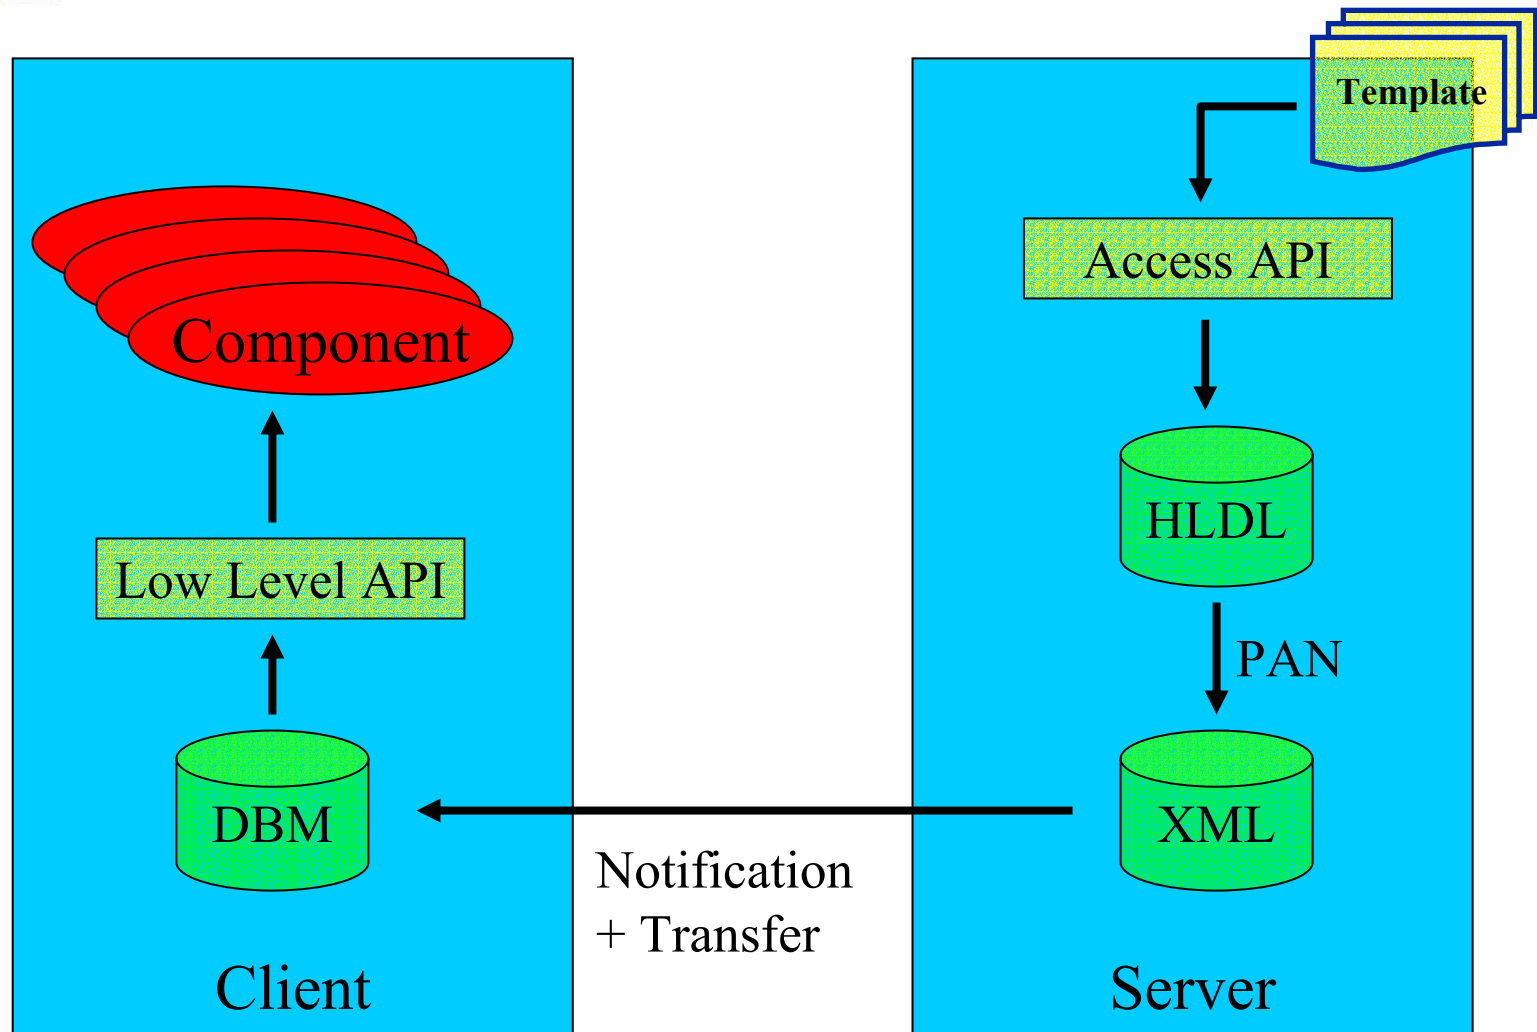 Template
Access API
Component
HLDL
Low Level API
PAN
DBM
XML
Notification
+ Transfer
Client
Server